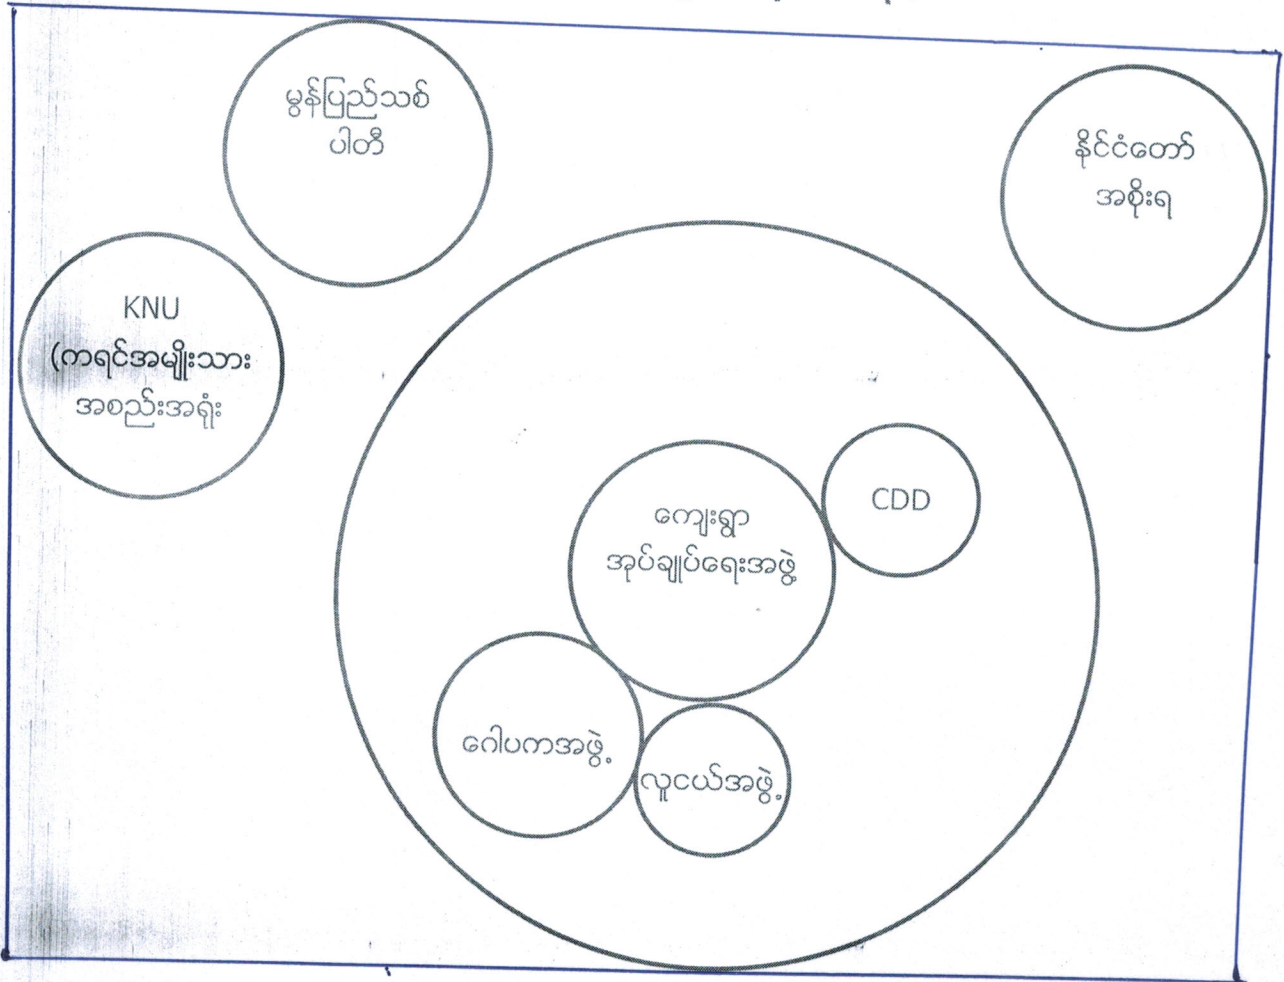 မွန်ပြည်သစ်
ပါတီ
နိုင်ငံတော်
အစိုးရ
KNU
(ကရင်အမျိုးသား
အစည်းအရုံး
CDD
ကျေးရွာ
အုပ်ချုပ်ရေးအဖွဲ့
ဂေါပကအဖွဲ့
လူငယ်အဖွဲ့